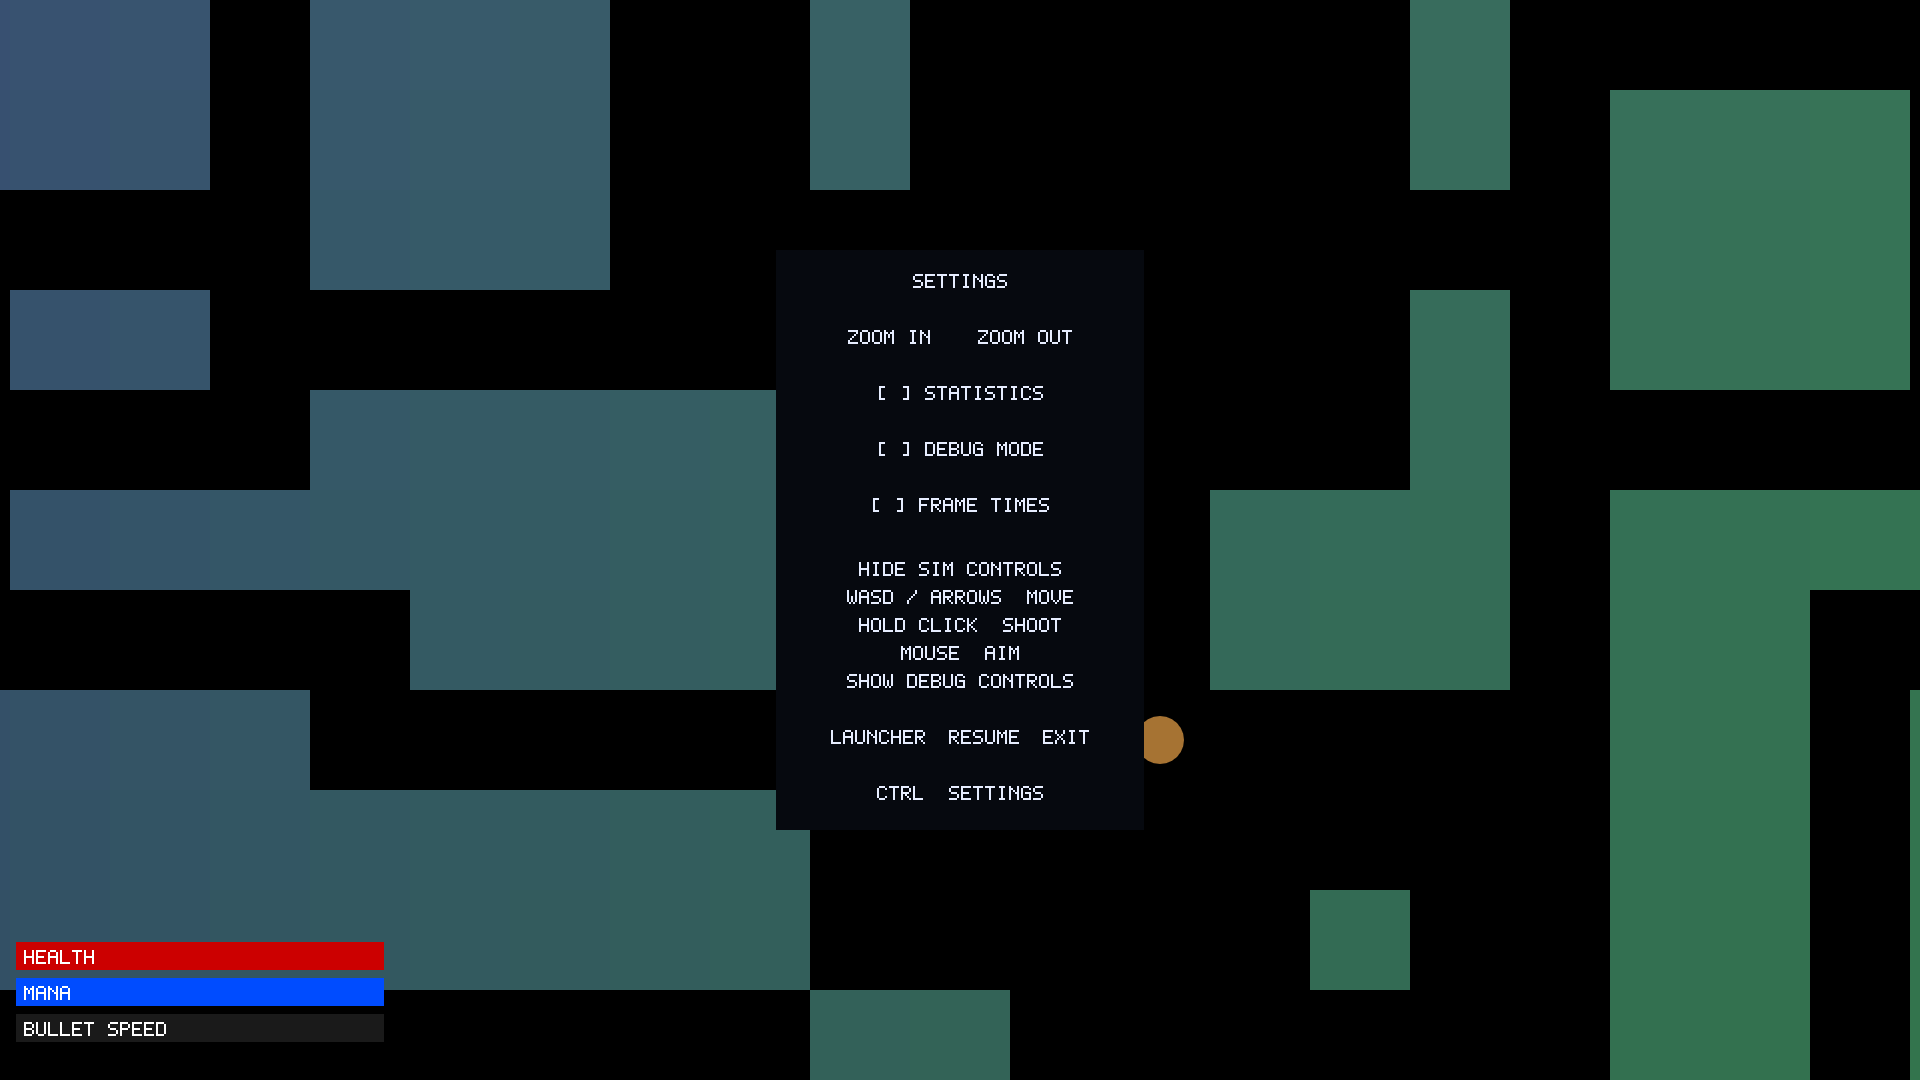 SETTINGS
ZOOM IN    ZOOM OUT
[ ] STATISTICS
[ ] DEBUG MODE
[ ] FRAME TIMES
HIDE SIM CONTROLS
WASD / ARROWS  MOVE
HOLD CLICK  SHOOT
MOUSE  AIM
SHOW DEBUG CONTROLS
LAUNCHER  RESUME  EXIT
CTRL  SETTINGS
HEALTH
MANA
BULLET SPEED